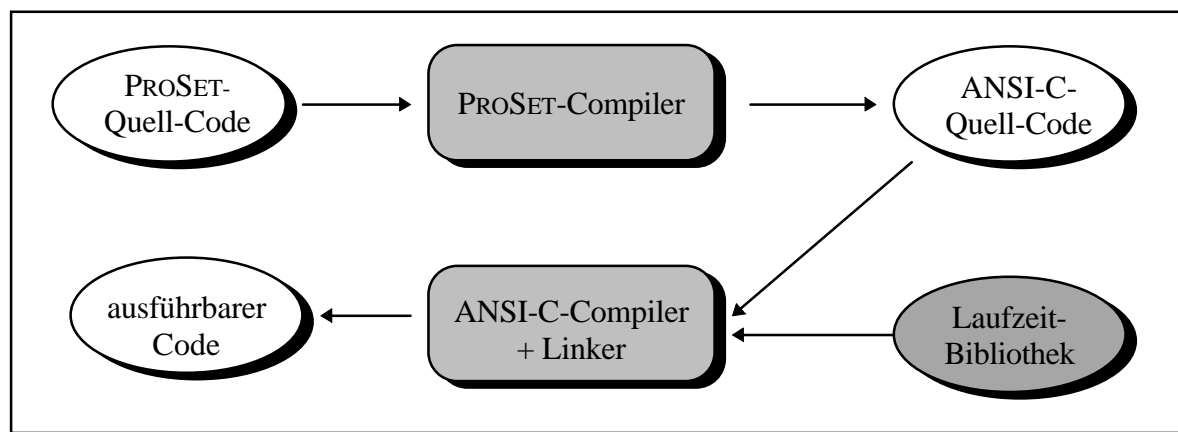 PROSET-
Quell-Code
PROSET-Compiler
ANSI-C-
Quell-Code
ausführbarer
Code
ANSI-C-Compiler
+ Linker
Laufzeit-
Bibliothek